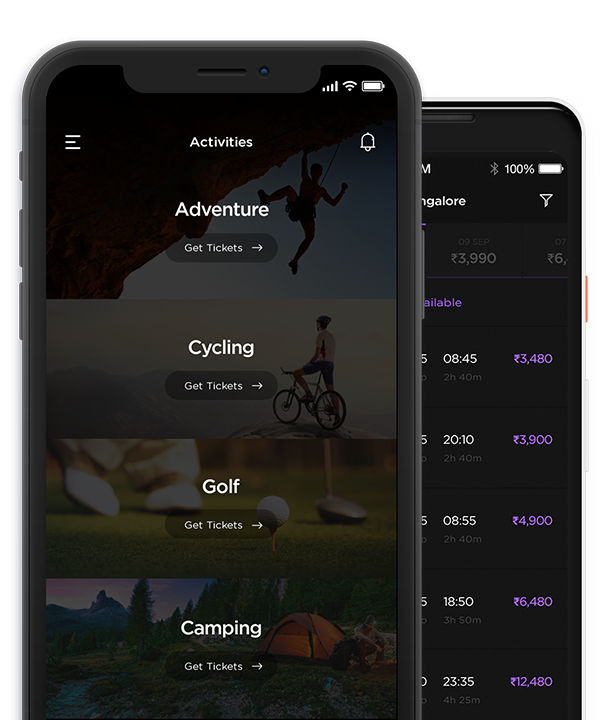 Activities
Adventure
Get Tickets →
Cycling
Get Tickets →
Golf
Get Tickets →
Camping
Get Tickets →
M
100%
ngalore
09 SEP
₹3,990
07
₹6,
ailable
5 08:45 ₹3,480
p 2h 40m
5 20:10 ₹3,900
p 2h 40m
5 08:55 ₹4,900
p 2h 40m
5 18:50 ₹6,480
p 3h 50m
0 23:35 ₹12,480
p 4h 25m